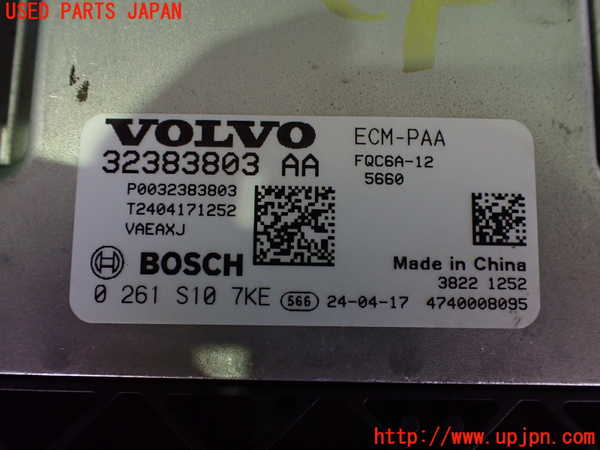 USED PARTS JAPAN
VOLVO
ECM-PAA
32383803 AA
FQC6A-12
5660
P0032383803
T2404171252
VAEAXJ
BOSCH
Made in China
3822 1252
0 261 S10 7KE 566 24-04-17 4740008095
http://www.upjpn.com/